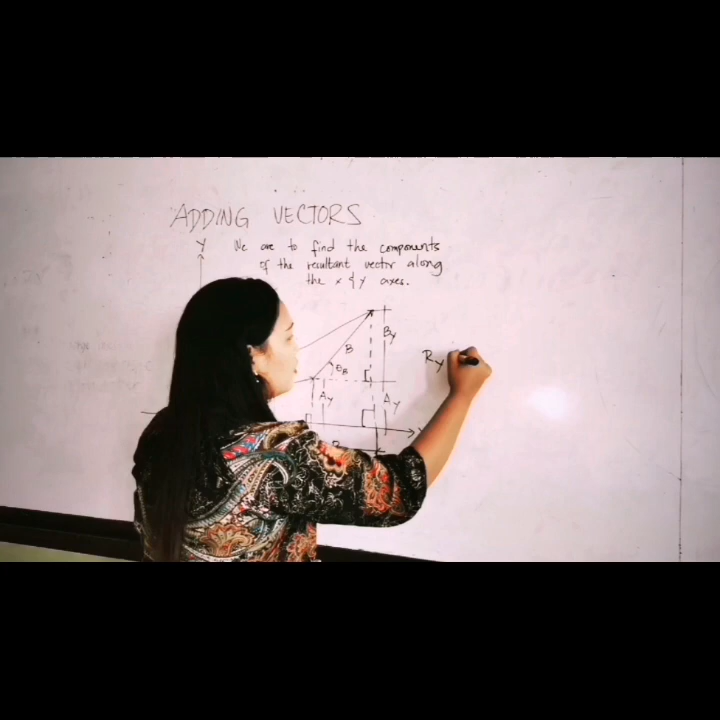 ADDING VECTORS
Y We are to find the components
of the resultant vector along
the x & y axes.
By
B
Ry
θB
Ay Ay